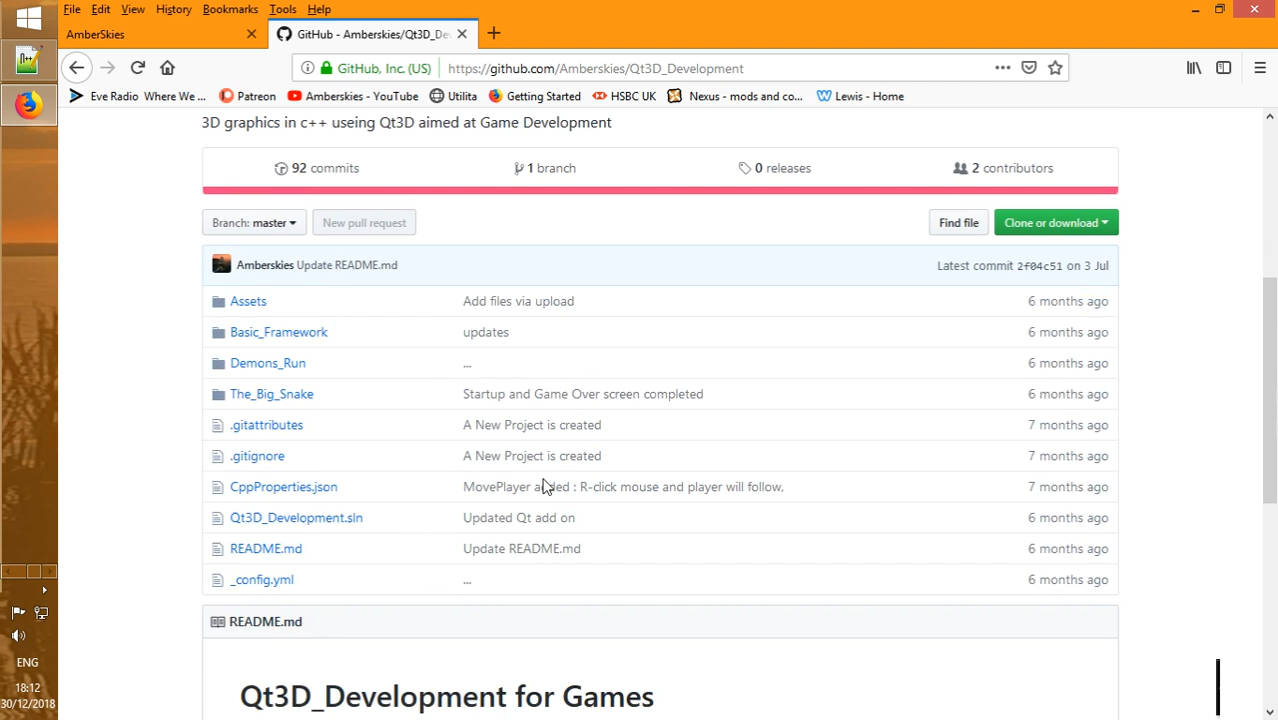 File Edit View History Bookmarks Tools Help
AmberSkies GitHub - Amberskies/Qt3D_De
GitHub, Inc. (US) https://github.com/Amberskies/Qt3D_Development
Eve Radio Where We ... Patreon Amberskies - YouTube Utilita Getting Started HSBC UK Nexus - mods and co... Lewis - Home
3D graphics in c++ useing Qt3D aimed at Game Development
92 commits 1 branch 0 releases 2 contributors
Branch: master New pull request Find file Clone or download
Amberskies Update README.md Latest commit 2f04c51 on 3 Jul
Assets Add files via upload 6 months ago
Basic_Framework updates 6 months ago
Demons_Run ... 6 months ago
The_Big_Snake Startup and Game Over screen completed 6 months ago
.gitattributes A New Project is created 7 months ago
.gitignore A New Project is created 7 months ago
CppProperties.json MovePlayer added : R-click mouse and player will follow, 7 months ago
Qt3D_Development.sln Updated Qt add on 6 months ago
README.md Update README.md 6 months ago
_config.yml ... 6 months ago
README.md
Qt3D_Development for Games
ENG
18:12
30/12/2018